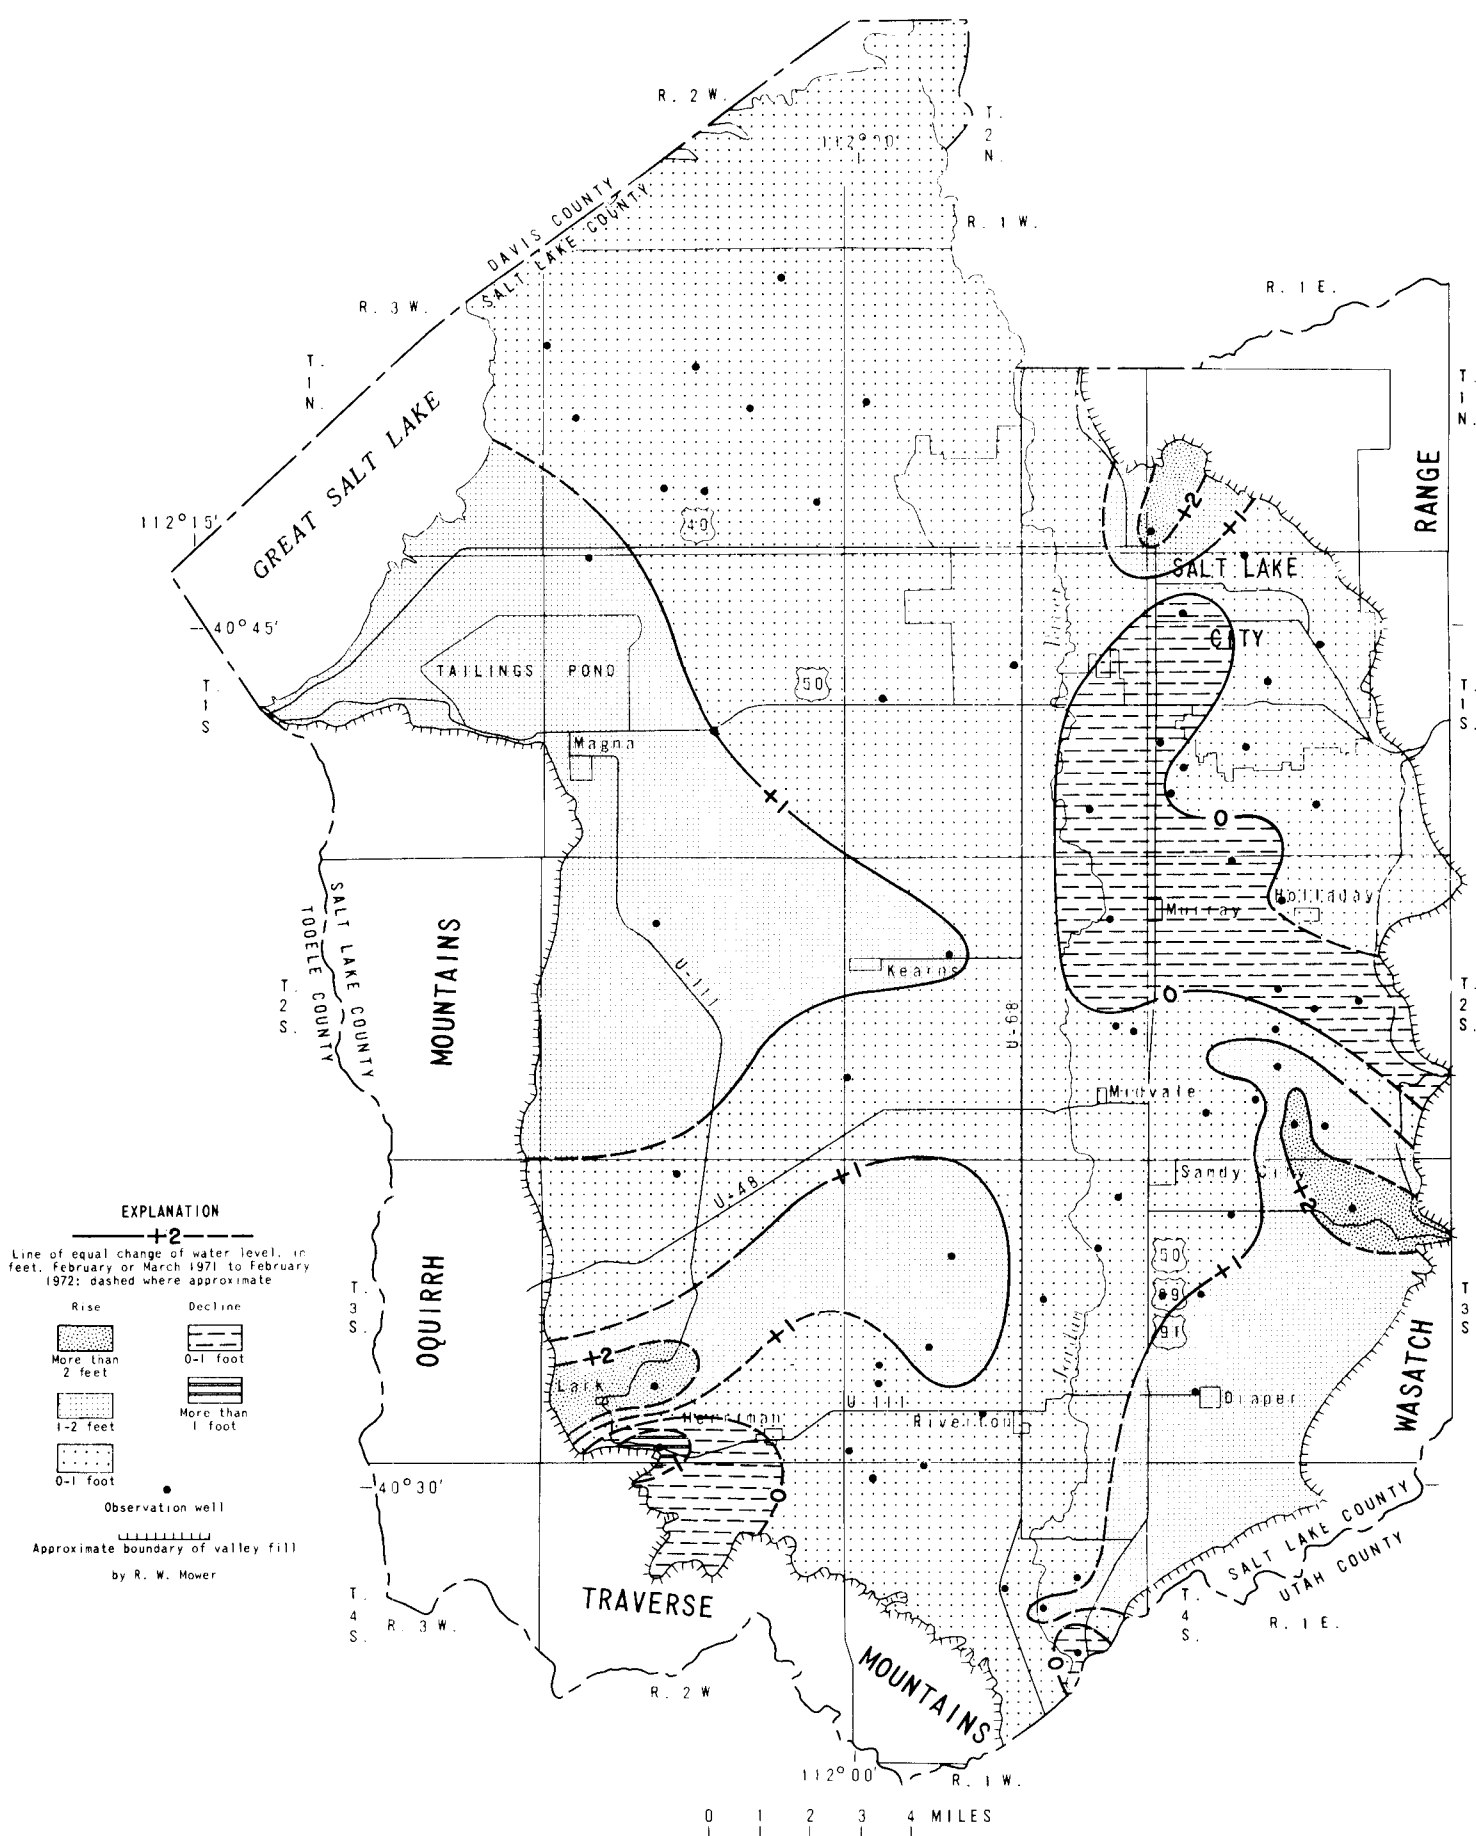 R. 2 W.
T.
2
N.
112°00'
DAVIS COUNTY
SALT LAKE COUNTY
R. 1 W.
R. 3 W.
R. 1 E.
T.
1
N.
T.
1
N.
GREAT SALT LAKE
RANGE
112°15'
40
+2
+1
SALT LAKE
CITY
40°45'
TAILINGS POND
50
T.
1
S
T.
1
S.
Magna
+1
0
SALT LAKE COUNTY
TOOELE COUNTY
MOUNTAINS
Holladay
Murray
Kearns
U-111
T.
2
S.
0
T.
2
S.
U-68
Midvale
Sandy City
+1
U-48
+2
EXPLANATION
+2
Line of equal change of water level, in
feet, February or March 1971 to February
1972; dashed where approximate
Rise
Decline
More than
2 feet
0-1 foot
1-2 feet
More than
1 foot
0-1 foot
Observation well
Approximate boundary of valley fill
by R. W. Mower
T.
3
S.
OQUIRRH
50
89
91
+1
T.
3
S
+1
+2
Lark
WASATCH
Draper
U 111
Riverton
Herriman
-1
0
40°30'
SALT LAKE COUNTY
UTAH COUNTY
T.
4
S.
R. 3 W.
TRAVERSE
MOUNTAINS
0
T.
4
S.
R. 1 E.
R. 2 W
112°00'
R. 1 W.
0 1 2 3 4 MILES
Jordan